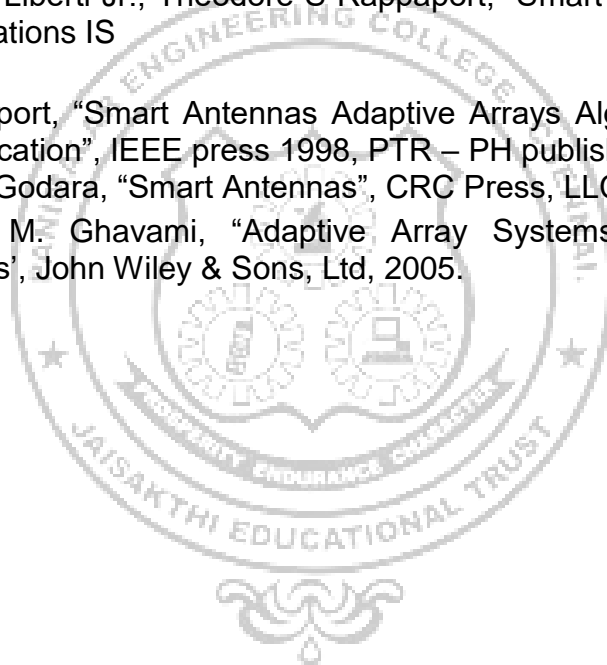 Liberti Jr., Theodore S Rappaport, “Smart
ations IS
port, “Smart Antennas Adaptive Arrays Alg
cation”, IEEE press 1998, PTR – PH publish
Godara, “Smart Antennas”, CRC Press, LLC
M. Ghavami, “Adaptive Array Systems
s’, John Wiley & Sons, Ltd, 2005.
ENGINEERING COLLEGE
ENDURANCE
JAISAKTHI EDUCATIONAL TRUST